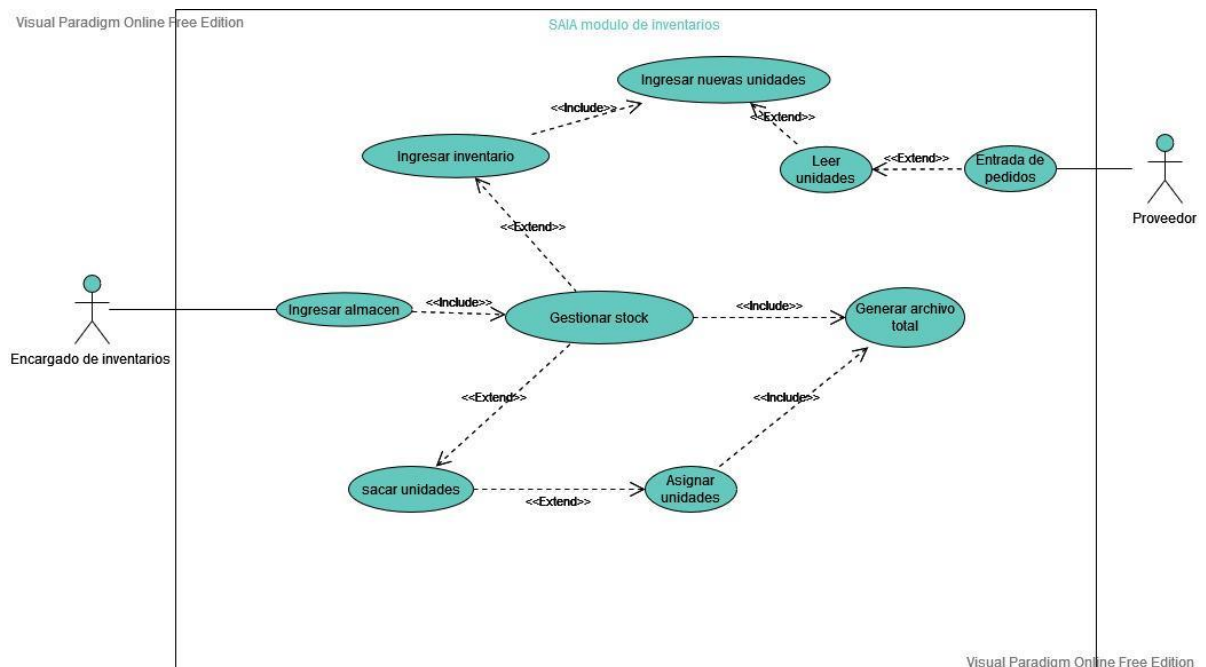 Visual Paradigm Online Free Edition
SAIA modulo de inventarios
Ingresar nuevas unidades
<<Include>>
<<Extend>>
Ingresar inventario
Leer
unidades
<<Extend>>
Entrada de
pedidos
Proveedor
<<Extend>>
Ingresar almacen
<<Include>>
Gestionar stock
<<Include>>
Generar archivo
total
Encargado de inventarios
<<Extend>>
<<Include>>
sacar unidades
<<Extend>>
Asignar
unidades
Visual Paradigm Online Free Edition